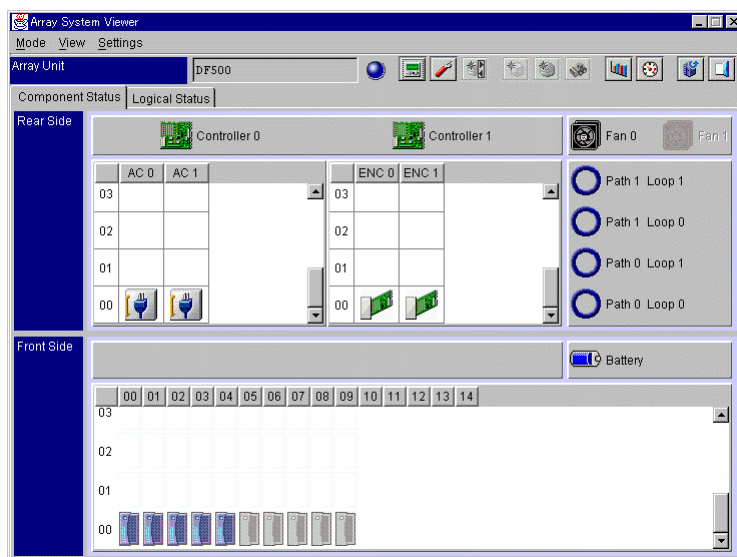 Array System Viewer
Mode View Settings
Array Unit DF500
Component Status Logical Status
Rear Side
Controller 0 Controller 1 Fan 0 Fan 1
AC 0 AC 1 ENC 0 ENC 1
03 03 Path 1 Loop 1
02 02 Path 1 Loop 0
01 01 Path 0 Loop 1
00 00 Path 0 Loop 0
Front Side Battery
00 01 02 03 04 05 06 07 08 09 10 11 12 13 14
03
02
01
00